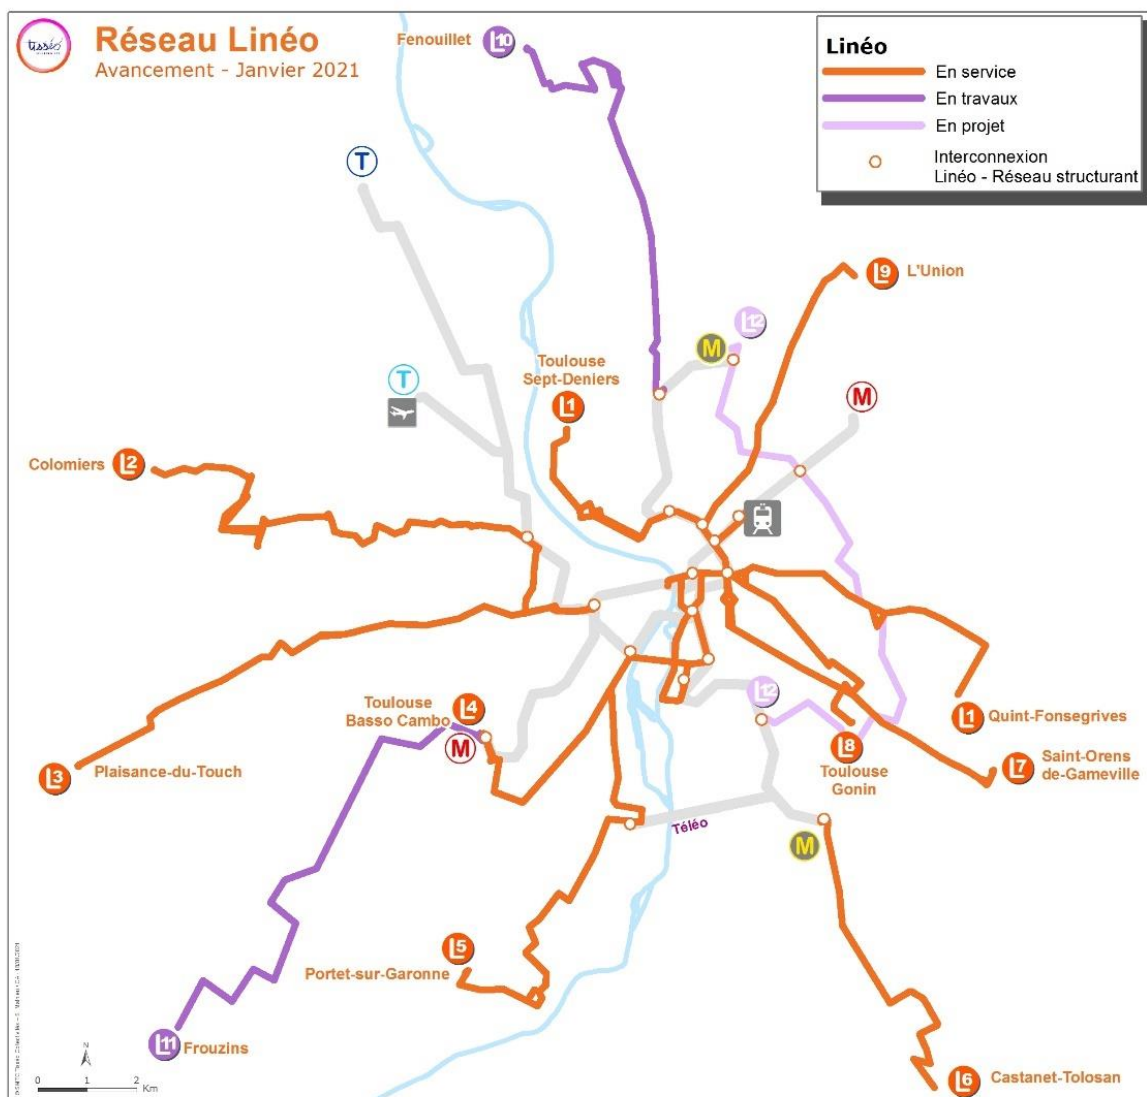 tisséo
Réseau Linéo
Avancement - Janvier 2021
Linéo
En service
En travaux
En projet
Interconnexion
Linéo - Réseau structurant
Fenouillet
L10
T
L9
L'Union
L12
M
Toulouse
Sept-Deniers
L1
T
M
Colomiers
L2
L12
Toulouse
Basso Cambo
L4
M
L1
Quint-Fonsegrives
L3
Plaisance-du-Touch
L8
Toulouse
Gonin
L7
Saint-Orens
de-Gameville
Téléo
M
L5
Portet-sur-Garonne
L11
Frouzins
L6
Castanet-Tolosan
N
0 1 2 Km